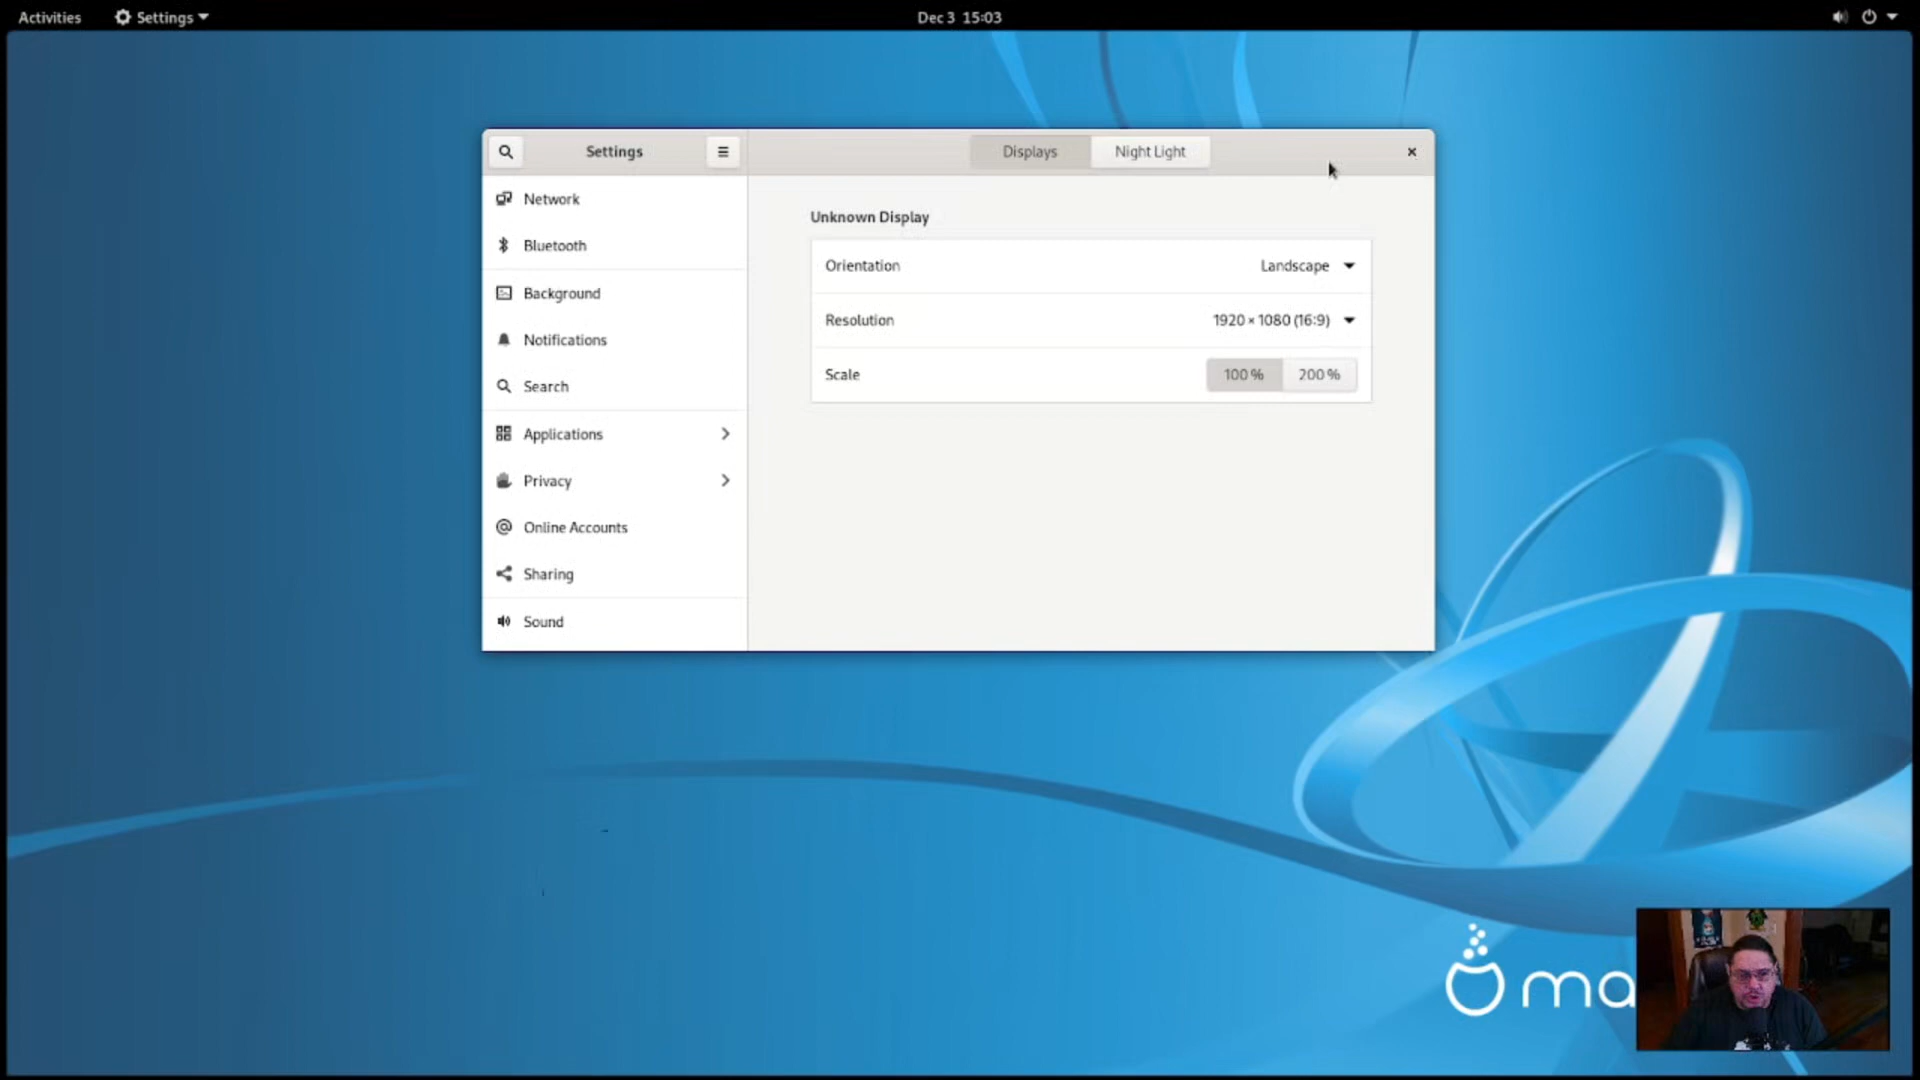 Activities
Settings
Dec 3 15:03
Settings
Displays
Night Light
Network
Bluetooth
Background
Notifications
Search
Applications
Privacy
Online Accounts
Sharing
Sound
Unknown Display
Orientation
Landscape
Resolution
1920 × 1080 (16:9)
Scale
100 %
200 %
ma